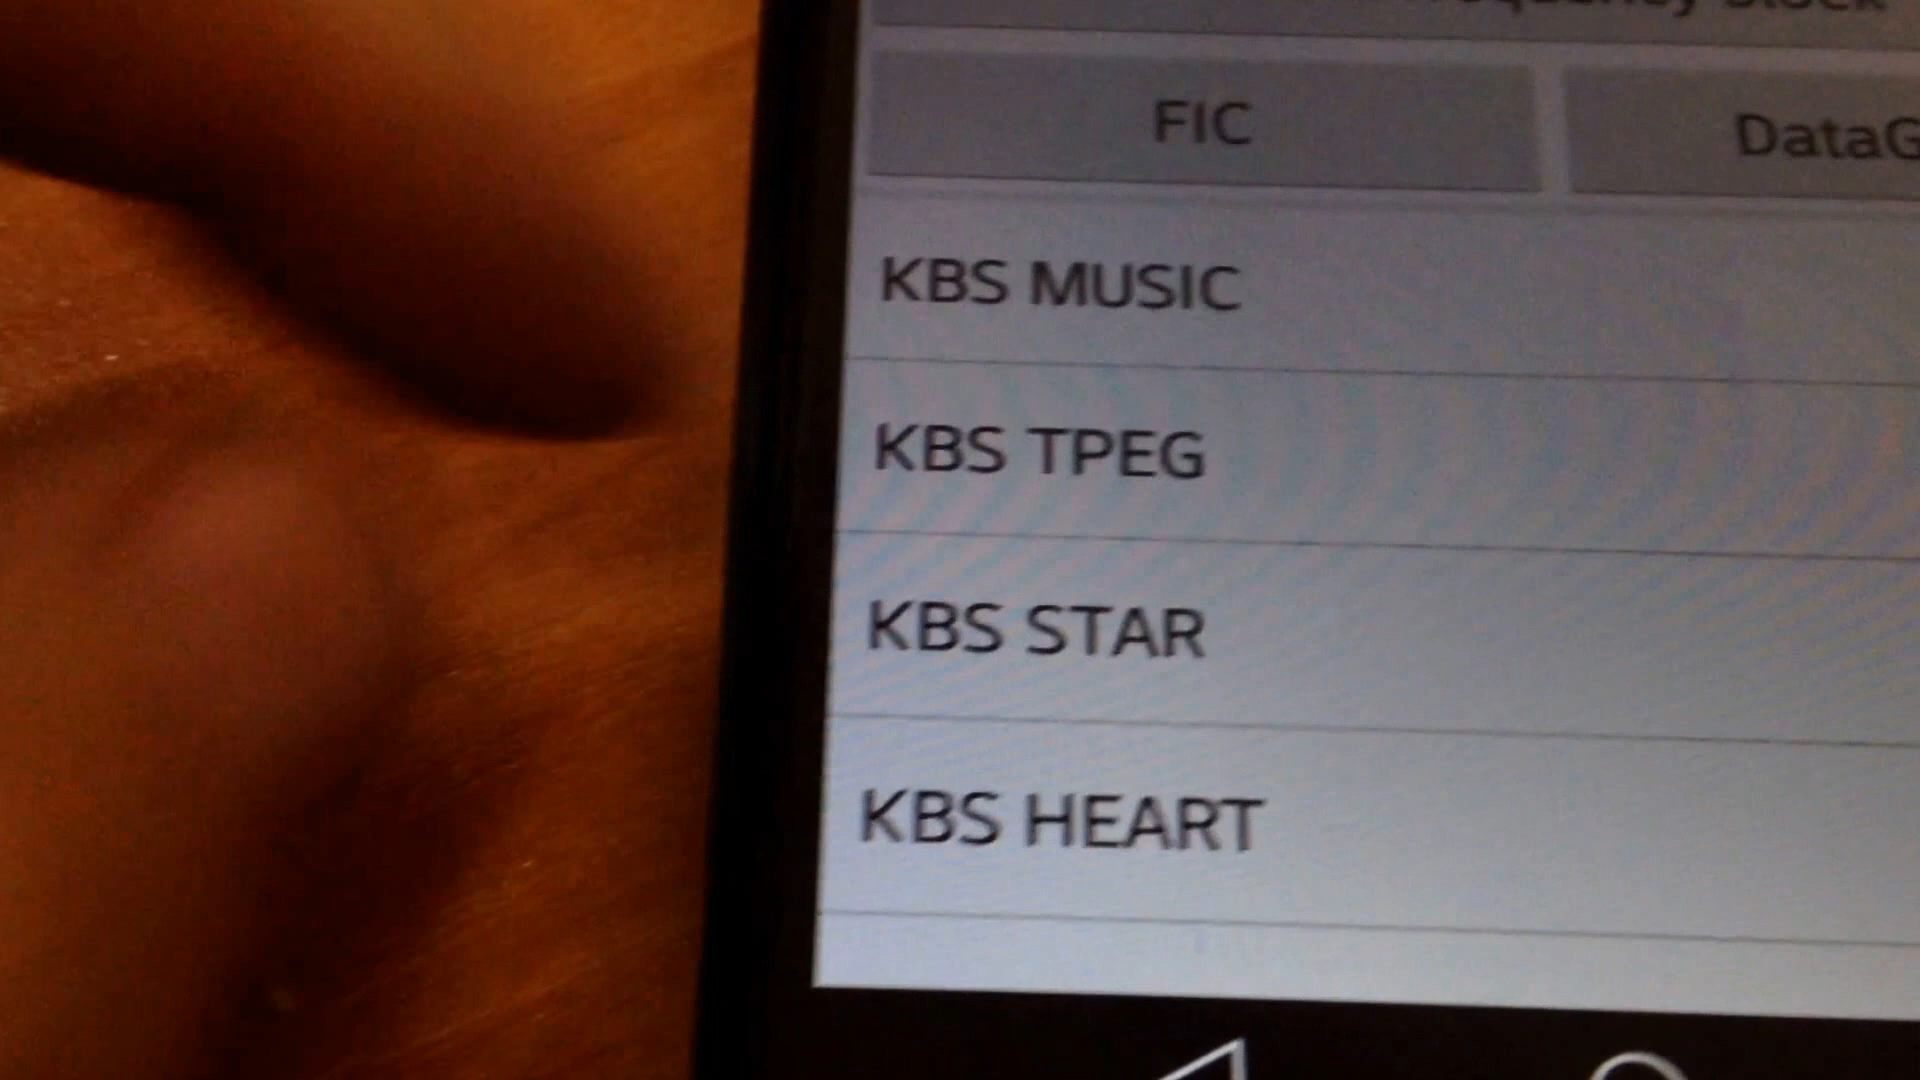 FIC
DataG
KBS MUSIC
KBS TPEG
KBS STAR
KBS HEART